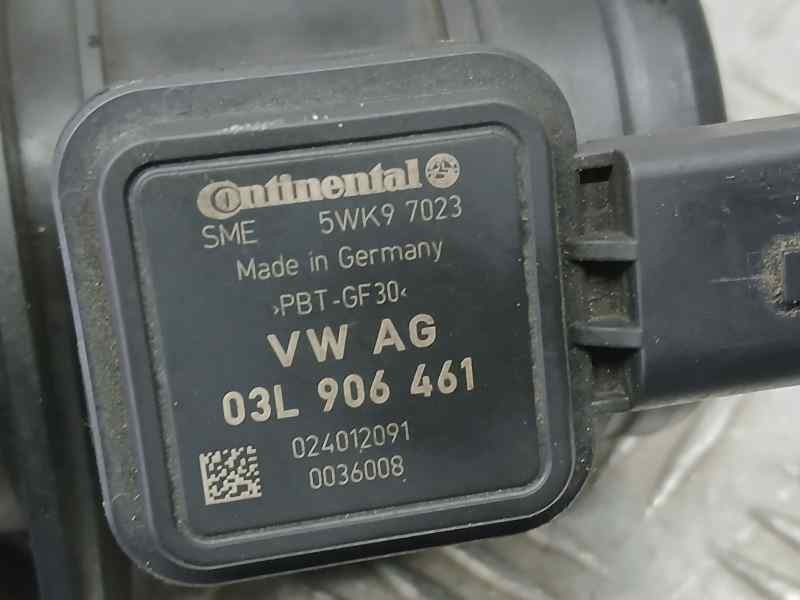 Continental
SME 5WK9 7023
Made in Germany
›PBT-GF30‹
VW AG
03L 906 461
024012091
0036008